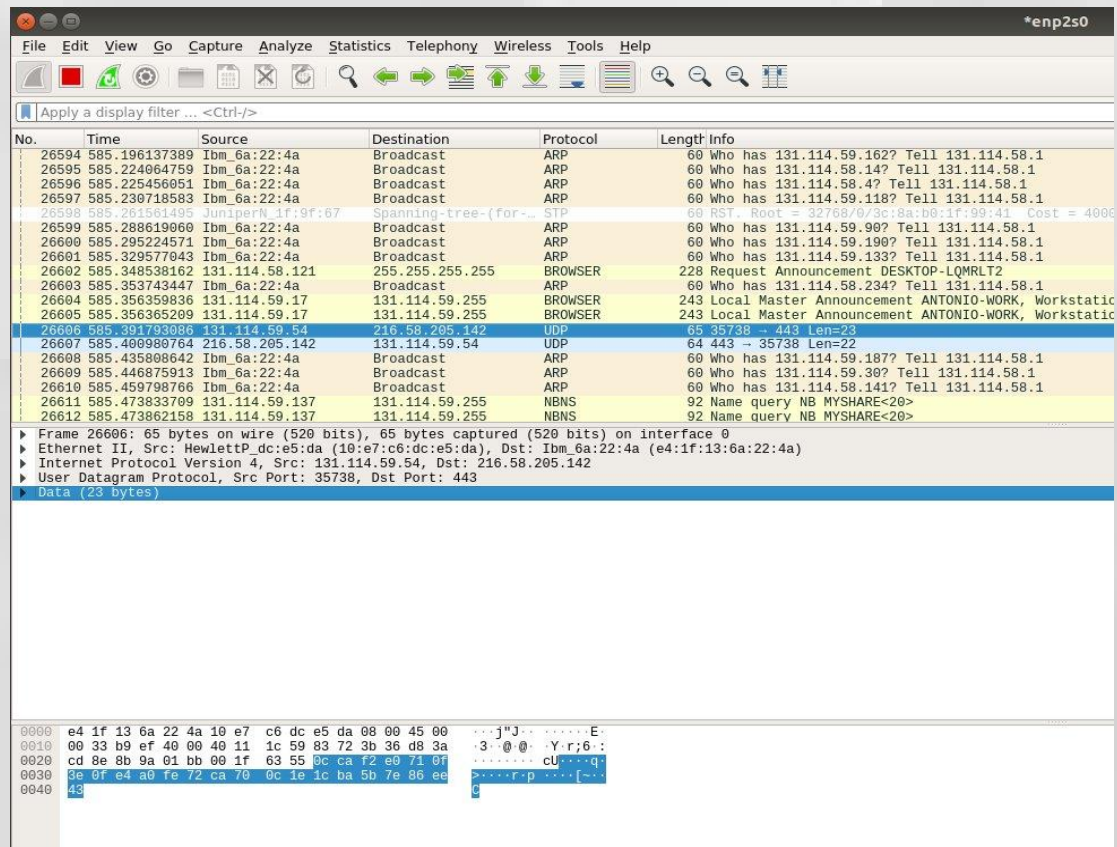 *enp2s0
File Edit View Go Capture Analyze Statistics Telephony Wireless Tools Help
Apply a display filter ... <Ctrl-/>
No. Time Source Destination Protocol Length Info
26594 585.196137389 Ibm_6a:22:4a Broadcast ARP 60 Who has 131.114.59.162? Tell 131.114.58.1
26595 585.224064759 Ibm_6a:22:4a Broadcast ARP 60 Who has 131.114.58.14? Tell 131.114.58.1
26596 585.225456051 Ibm_6a:22:4a Broadcast ARP 60 Who has 131.114.58.4? Tell 131.114.58.1
26597 585.230718583 Ibm_6a:22:4a Broadcast ARP 60 Who has 131.114.59.118? Tell 131.114.58.1
26598 585.261561495 JuniperN_1f:9f:67 Spanning-tree-(for-… STP 60 RST. Root = 32768/0/3c:8a:b0:1f:99:41 Cost = 4000
26599 585.288619060 Ibm_6a:22:4a Broadcast ARP 60 Who has 131.114.59.90? Tell 131.114.58.1
26600 585.295224571 Ibm_6a:22:4a Broadcast ARP 60 Who has 131.114.59.190? Tell 131.114.58.1
26601 585.329577043 Ibm_6a:22:4a Broadcast ARP 60 Who has 131.114.59.133? Tell 131.114.58.1
26602 585.348538162 131.114.58.121 255.255.255.255 BROWSER 228 Request Announcement DESKTOP-LQMRLT2
26603 585.353743447 Ibm_6a:22:4a Broadcast ARP 60 Who has 131.114.58.234? Tell 131.114.58.1
26604 585.356359836 131.114.59.17 131.114.59.255 BROWSER 243 Local Master Announcement ANTONIO-WORK, Workstatic
26605 585.356365209 131.114.59.17 131.114.59.255 BROWSER 243 Local Master Announcement ANTONIO-WORK, Workstatic
26606 585.391793086 131.114.59.54 216.58.205.142 UDP 65 35738 → 443 Len=23
26607 585.400980764 216.58.205.142 131.114.59.54 UDP 64 443 → 35738 Len=22
26608 585.435808642 Ibm_6a:22:4a Broadcast ARP 60 Who has 131.114.59.187? Tell 131.114.58.1
26609 585.446875913 Ibm_6a:22:4a Broadcast ARP 60 Who has 131.114.59.30? Tell 131.114.58.1
26610 585.459798766 Ibm_6a:22:4a Broadcast ARP 60 Who has 131.114.58.141? Tell 131.114.58.1
26611 585.473833709 131.114.59.137 131.114.59.255 NBNS 92 Name query NB MYSHARE<20>
26612 585.473862158 131.114.59.137 131.114.59.255 NBNS 92 Name query NB MYSHARE<20>
Frame 26606: 65 bytes on wire (520 bits), 65 bytes captured (520 bits) on interface 0
Ethernet II, Src: HewlettP_dc:e5:da (10:e7:c6:dc:e5:da), Dst: Ibm_6a:22:4a (e4:1f:13:6a:22:4a)
Internet Protocol Version 4, Src: 131.114.59.54, Dst: 216.58.205.142
User Datagram Protocol, Src Port: 35738, Dst Port: 443
Data (23 bytes)
0000 e4 1f 13 6a 22 4a 10 e7 c6 dc e5 da 08 00 45 00 ···j"J·· ······E·
0010 00 33 b9 ef 40 00 40 11 1c 59 83 72 3b 36 d8 3a ·3··@·@· ·Y·r;6·:
0020 cd 8e 8b 9a 01 bb 00 1f 63 55 0c ca f2 e0 71 0f ········ cU····q·
0030 3e 0f e4 a0 fe 72 ca 70 0c 1e 1c ba 5b 7e 86 ee >····r·p ····[~··
0040 43 C